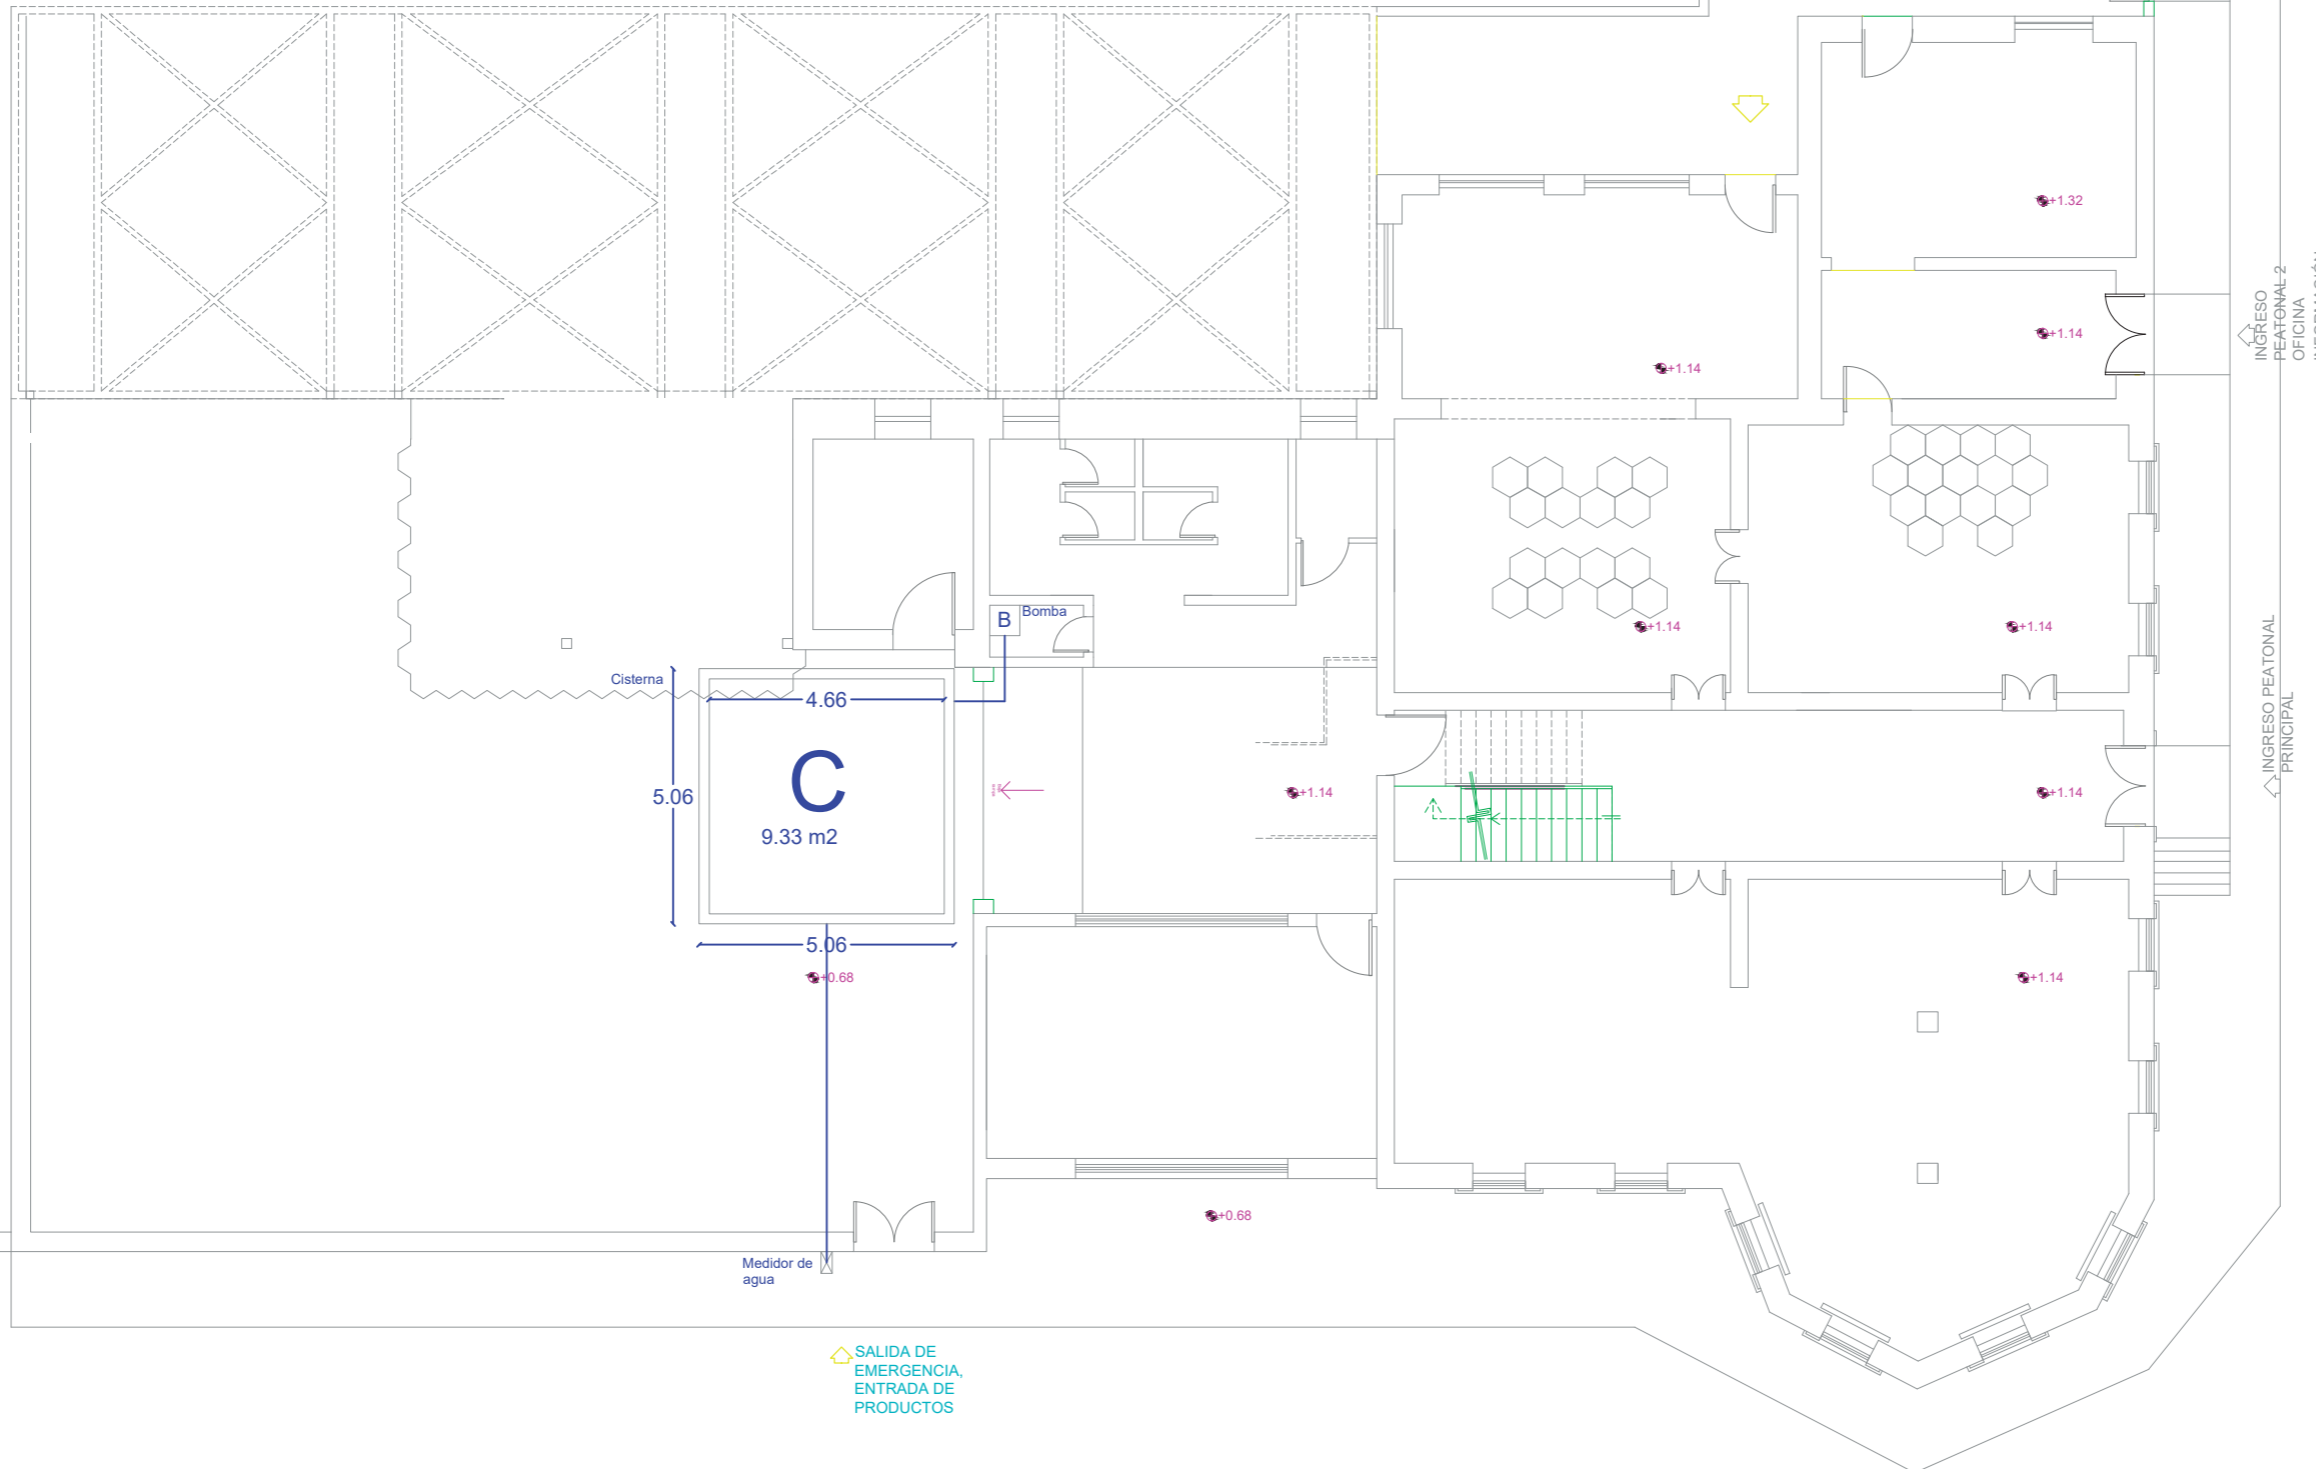 +1.32
INGRESO
PEATONAL 2
OFICINA
+1.14
+1.14
B
Bomba
+1.14
+1.14
Cisterna
4.66
C
5.06
9.33 m2
+1.14
+1.14
INGRESO PEATONAL
PRINCIPAL
5.06
+0.68
+1.14
+0.68
Medidor de
agua
SALIDA DE
EMERGENCIA,
ENTRADA DE
PRODUCTOS